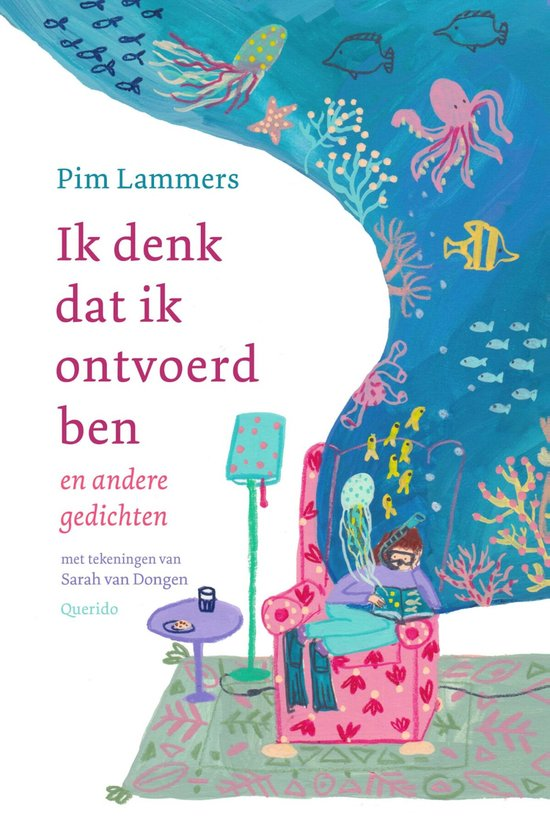 Pim Lammers
Ik denk
dat ik
ontvoerd
ben
en andere
gedichten
met tekeningen van
Sarah van Dongen
Querido